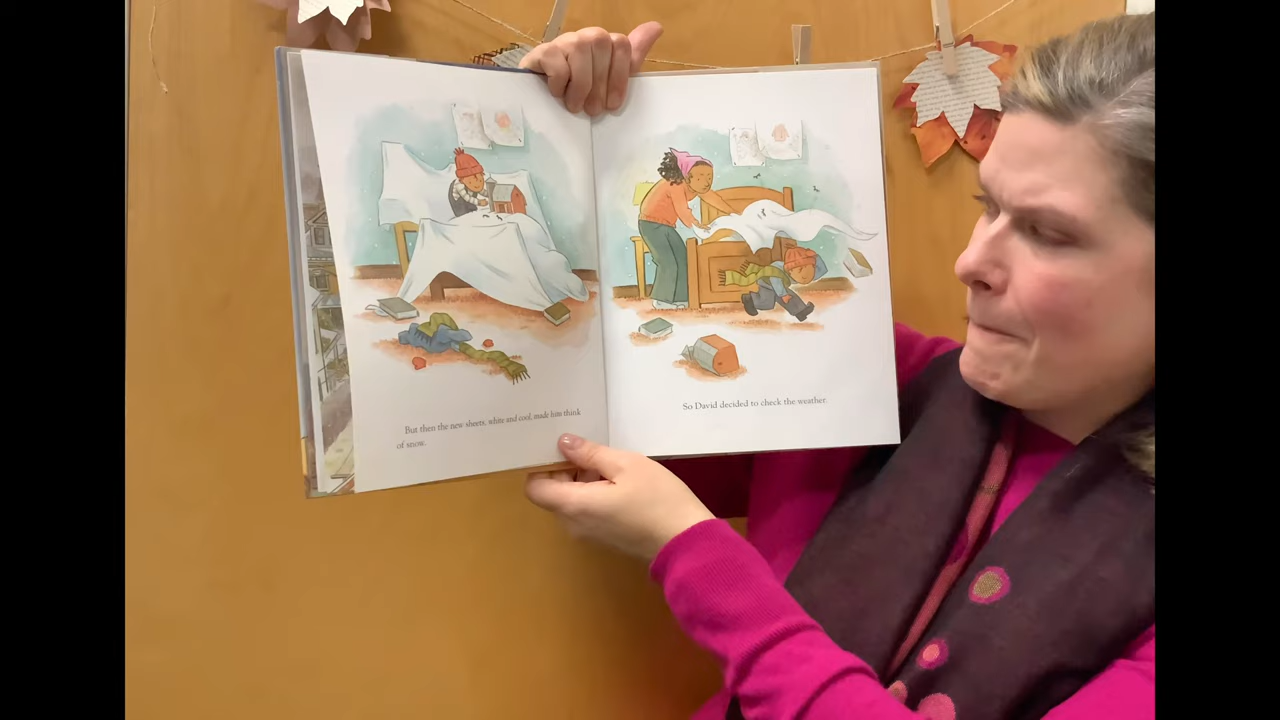 But then the new sheets, white and cool, made him think
of snow.
So David decided to check the weather.